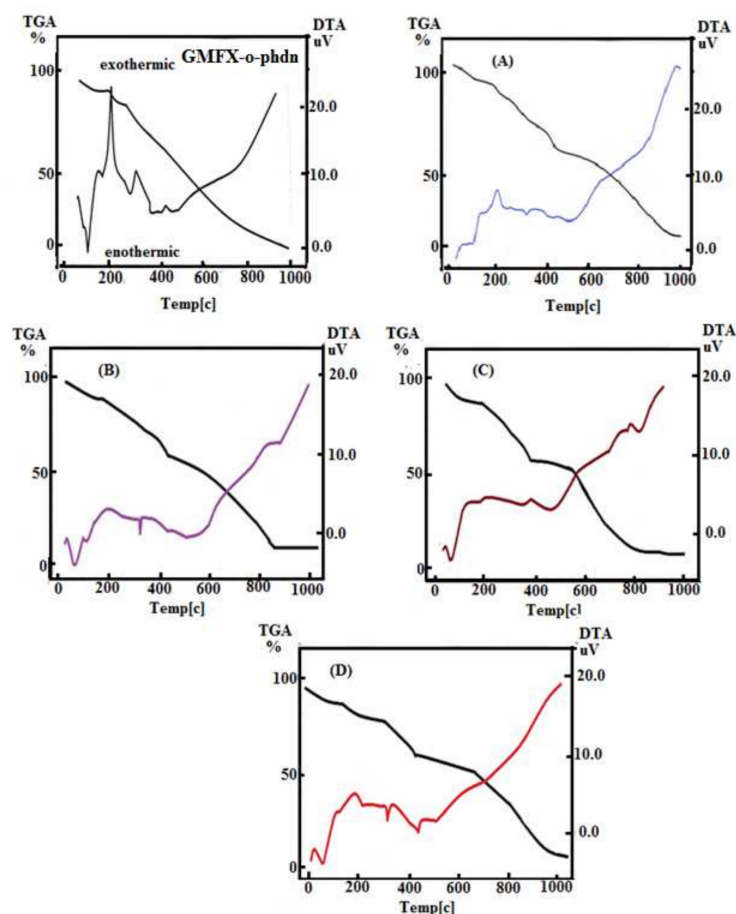 TGA
%
DTA
uV
exothermic
GMFX-o-phdn
100
50
0
20.0
10.0
0.0
enothermic
0
200
400
600
800
1000
Temp[c]
TGA
%
DTA
uV
(A)
100
50
0
20.0
10.0
0.0
0
200
400
600
800
1000
Temp[c]
TGA
%
DTA
uV
(B)
100
50
0
20.0
10.0
0.0
0
200
400
600
800
1000
Temp[c]
TGA
%
DTA
uV
(C)
100
50
0
20.0
10.0
0.0
0
200
400
600
800
1000
Temp[c]
TGA
%
DTA
uV
(D)
100
50
0
20.0
10.0
0.0
0
200
400
600
800
1000
Temp[c]